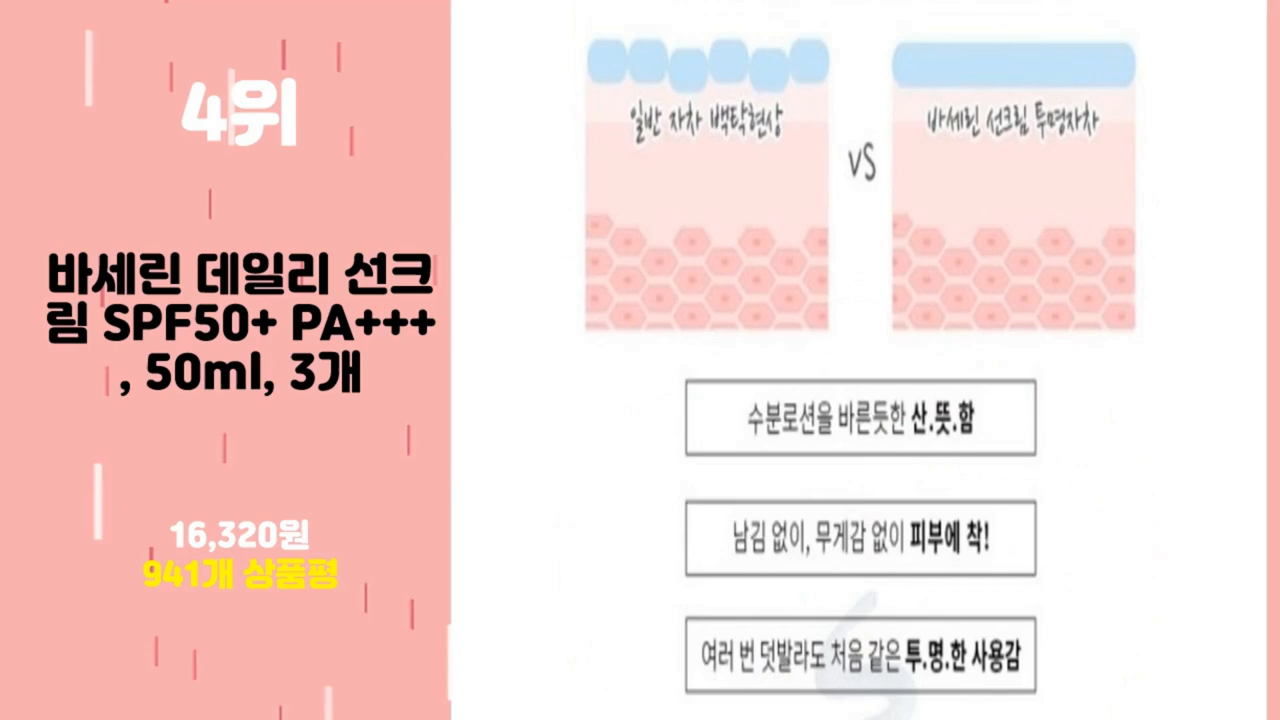 4위
바세린 데일리 선크
림 SPF50+ PA+++
, 50ml, 3개
16,320원
941개 상품평
일반 자차 백탁현상
VS
바세린 선크림 투명자차
수분로션을 바른듯한 산.뜻.함
남김 없이, 무게감 없이 피부에 착!
여러 번 덧발라도 처음 같은 투.명.한 사용감